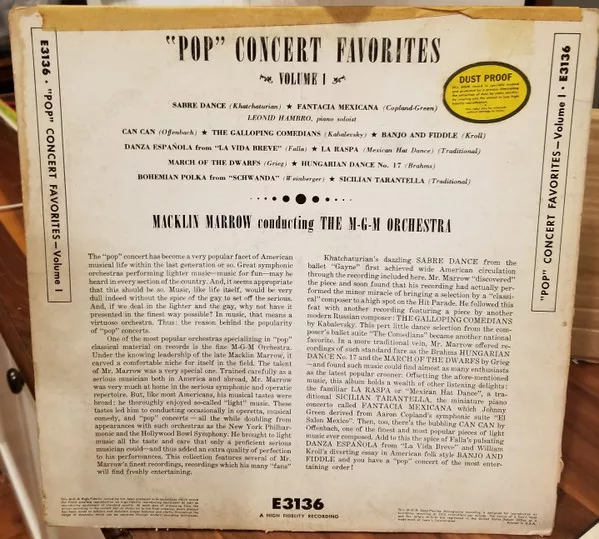 "POP" CONCERT FAVORITES
VOLUME I
DUST PROOF
SABRE DANCE (Khatchaturian) ★ FANTACIA MEXICANA (Copland-Green)
LEONID HAMBRO, piano soloist
CAN CAN (Offenbach) ★ THE GALLOPING COMEDIANS (Kabalevsky) ★ BANJO AND FIDDLE (Kroll)
DANZA ESPAÑOLA from "LA VIDA BREVE" (Falla) ★ LA RASPA (Mexican Hat Dance) (Traditional)
MARCH OF THE DWARFS (Grieg) ★ HUNGARIAN DANCE No. 17 (Brahms)
BOHEMIAN POLKA from "SCHWANDA" (Weinberger) ★ SICILIAN TARANTELLA (Traditional)
MACKLIN MARROW conducting THE M-G-M ORCHESTRA
E3136 · "POP" CONCERT FAVORITES—Volume I
"POP" CONCERT FAVORITES—Volume I · E3136
The "pop" concert has become a very popular facet of American
musical life within the last generation or so. Great symphonic
orchestras performing lighter music—music for fun—may be
heard in every section of the country. And, it seems appropriate
that this should be so. Music, like life itself, would be very
dull indeed without the spice of the gay to set off the serious.
And, if we deal in the lighter and the gay, why not have it
presented in the finest way possible? In music, that means a
virtuoso orchestra. Thus: the reason behind the popularity
of "pop" concerts.
One of the most popular orchestras specializing in "pop"
classical material on records is the fine M-G-M Orchestra.
Under the knowing leadership of the late Macklin Marrow, it
carved a comfortable niche for itself in the field. The talent
of Mr. Marrow was a very special one. Trained carefully as a
serious musician both in America and abroad, Mr. Marrow
was very much at home in the serious symphonic and operatic
repertoire. But, like most Americans, his musical tastes were
broad: he thoroughly enjoyed so-called "light" music. These
tastes led him to conducting occasionally in operetta, musical
comedy, and "pop" concerts — all the while doubling from
appearances with such orchestras as the New York Philhar-
monic and the Hollywood Bowl Symphony. He brought to light
music all the taste and care that only a proficient serious
musician could—and thus added an extra quality of perfection
to his performances. This collection features several of Mr.
Marrow's finest recordings, recordings which his many "fans"
will find freshly entertaining.
Khatchaturian's dazzling SABRE DANCE from the
ballet "Gayne" first achieved wide American circulation
through the recording included here. Mr. Marrow "discovered"
the piece and soon found that his recording had actually per-
formed the minor miracle of bringing a selection by a "classi-
cal" composer to a high spot on the Hit Parade. He followed this
feat with another recording featuring a piece by another
modern Russian composer: THE GALLOPING COMEDIANS
by Kabalevsky. This pert little dance selection from the com-
poser's ballet suite "The Comedians" became another national
favorite. In a more traditional vein, Mr. Marrow offered re-
cordings of such standard fare as the Brahms HUNGARIAN
DANCE No. 17 and the MARCH OF THE DWARFS by Grieg
—and found such music could find almost as many enthusiasts
as the latest popular crooner. Offsetting the afore-mentioned
music, this album holds a wealth of other listening delights:
the familiar LA RASPA or "Mexican Hat Dance", a tra-
ditional SICILIAN TARANTELLA, the miniature piano
concerto called FANTACIA MEXICANA which Johnny
Green derived from Aaron Copland's symphonic suite "El
Salon Mexico". Then, too, there's the bubbling CAN CAN by
Offenbach, one of the finest and most popular pieces of light
music ever composed. Add to this the spice of Falla's pulsating
DANZA ESPAÑOLA from "La Vida Breve" and William
Kroll's diverting essay in American folk style BANJO AND
FIDDLE and you have a "pop" concert of the most enter-
taining order!
E3136
A HIGH FIDELITY RECORDING